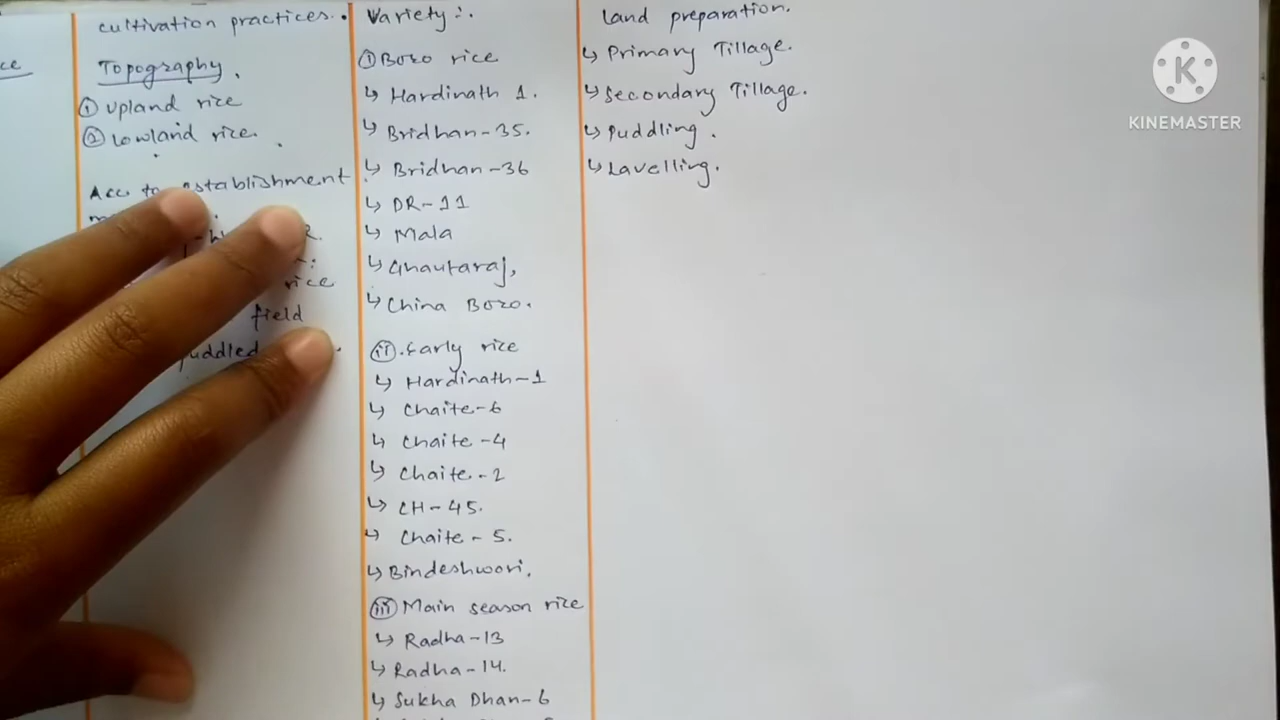 ce
cultivation practices.
Topography.
① Upland rice
② Lowland rice.
Acc to establishment
rice
field
puddled
Variety:.
① Boro rice
↳ Hardinath 1.
↳ Bridhan-35.
↳ Bridhan-36
↳ DR-11
↳ Mala
↳ Ghautaraj,
↳ China Boro.
ⅱ. Early rice
↳ Hardinath-1
↳ Chaite-6
↳ Chaite-4
↳ Chaite-2
↳ CH-45.
↳ Chaite-5.
↳ Bindeshwori.
ⅲ Main season rice
↳ Radha-13
↳ Radha-14.
↳ Sukha Dhan-6
land preparation.
↳ Primary Tillage.
↳ Secondary Tillage.
↳ Puddling.
↳ Lavelling.
KINEMASTER